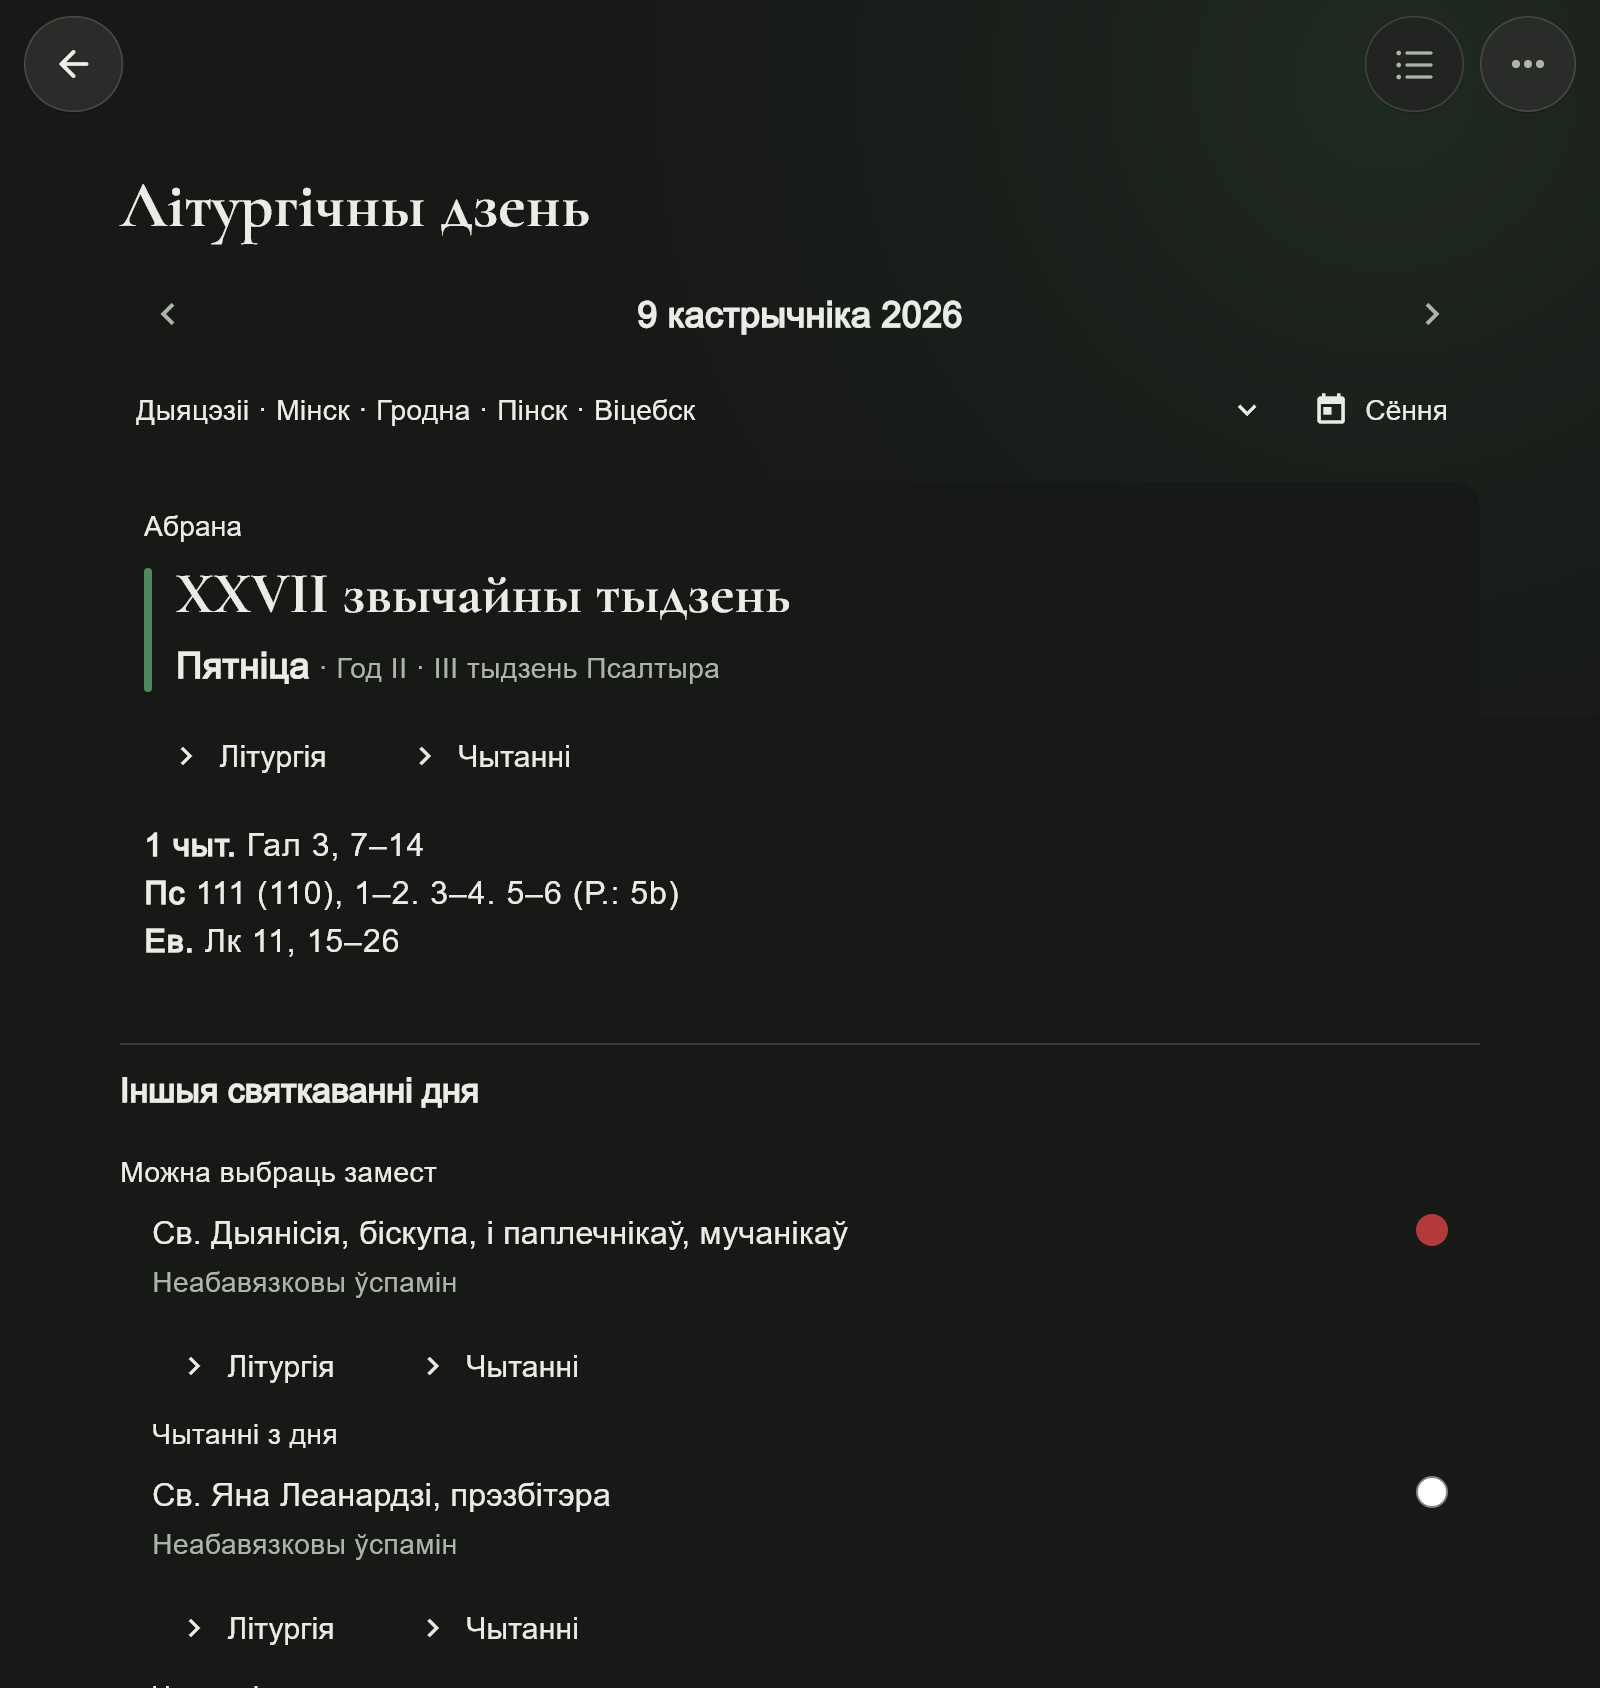 Літургічны дзень
9 кастрычніка 2026
Дыяцэзіі · Мінск · Гродна · Пінск · Віцебск
Сёння
Абрана
XXVII звычайны тыдзень
Пятніца · Год II · III тыдзень Псалтыра
Літургія Чытанні
1 чыт. Гал 3, 7–14
Пс 111 (110), 1–2. 3–4. 5–6 (Р.: 5b)
Ев. Лк 11, 15–26
Іншыя святкаванні дня
Можна выбраць замест
Св. Дыянісія, біскупа, і паплечнікаў, мучанікаў
Неабавязковы ўспамін
Літургія Чытанні
Чытанні з дня
Св. Яна Леанардзі, прэзбітэра
Неабавязковы ўспамін
Літургія Чытанні